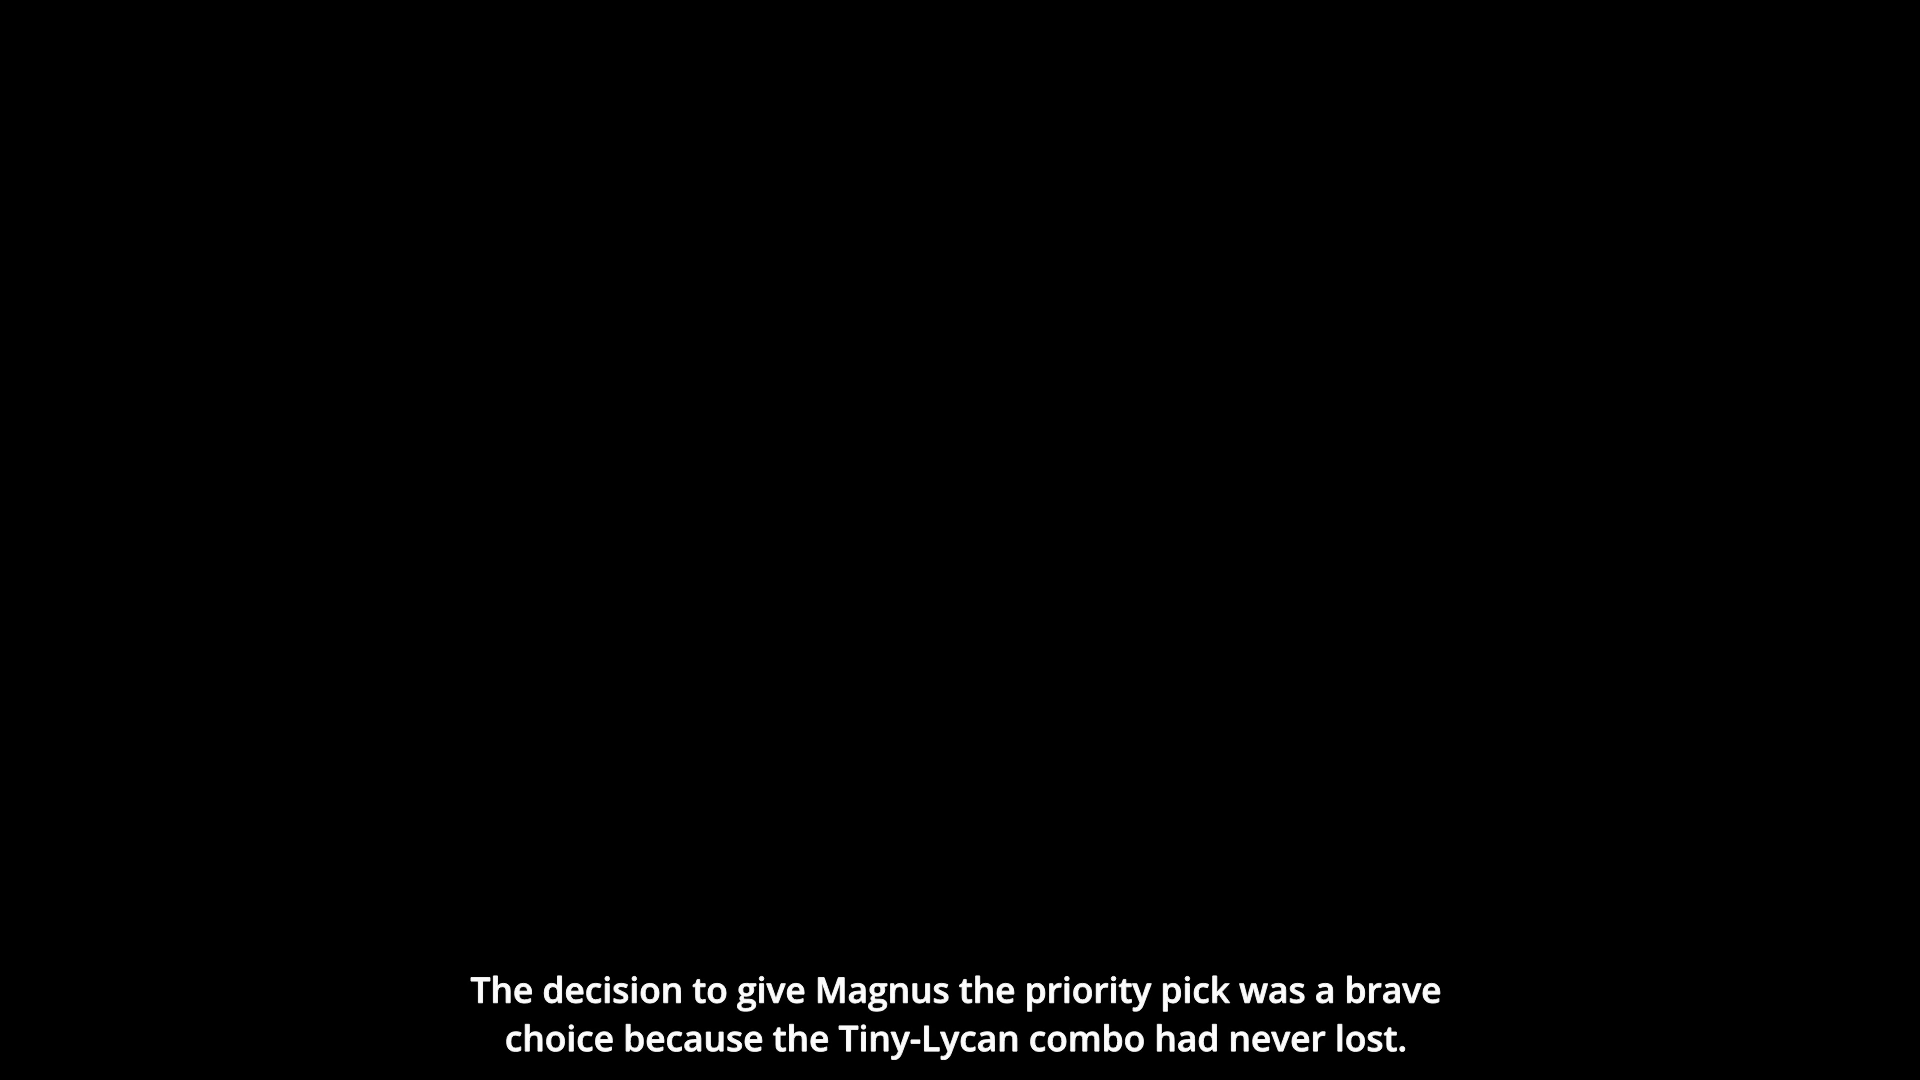 The decision to give Magnus the priority pick was a brave
choice because the Tiny-Lycan combo had never lost.